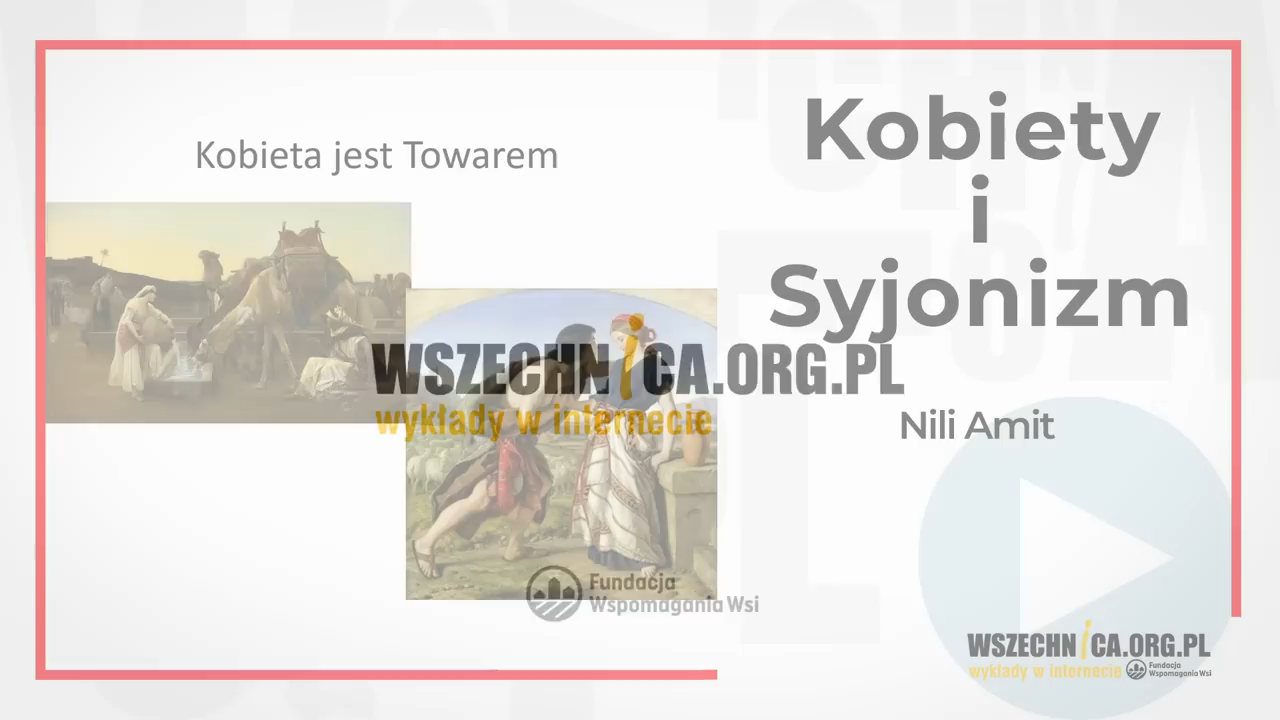 Kobieta jest Towarem
Kobiety
i
Syjonizm
Nili Amit
WSZECHNICA.ORG.PL
wykłady w internecie
Fundacja
Wspomagania Wsi
WSZECHNICA.ORG.PL
wykłady w internecie
Fundacja
Wspomagania Wsi